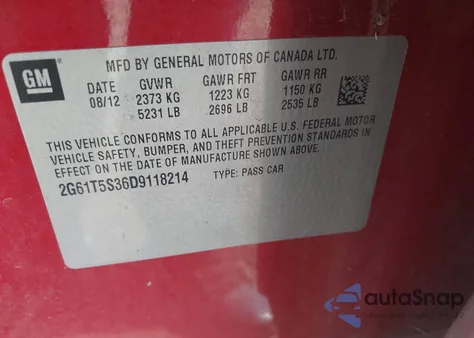 GM
MFD BY GENERAL MOTORS OF CANADA LTD.
DATE GVWR GAWR FRT GAWR RR
08/12 2373 KG 1223 KG 1150 KG
5231 LB 2696 LB 2535 LB
THIS VEHICLE CONFORMS TO ALL APPLICABLE U.S. FEDERAL MOTOR
VEHICLE SAFETY, BUMPER, AND THEFT PREVENTION STANDARDS IN
EFFECT ON THE DATE OF MANUFACTURE SHOWN ABOVE.
2G61T5S36D9118214 TYPE: PASS CAR
autoSnap